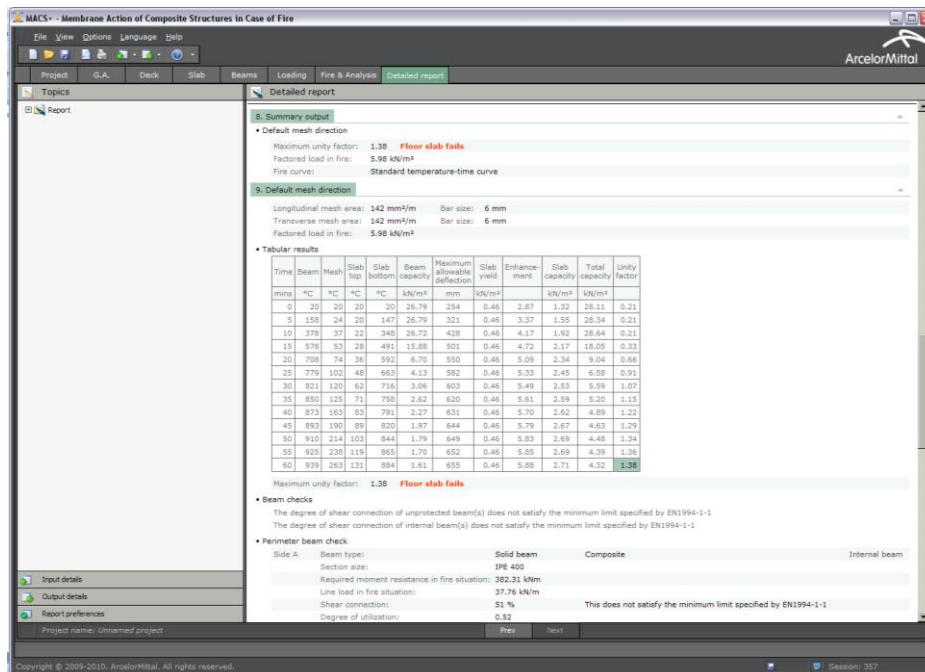 MACS+ - Membrane Action of Composite Structures in Case of Fire
File View Options Language Help
ArcelorMittal
Project G.A. Deck Slab Beams Loading Fire & Analysis Detailed report
Topics
Report
Detailed report
8. Summary output
• Default mesh direction
Maximum unity factor: 1.38 Floor slab fails
Factored load in fire: 5.98 kN/m²
Fire curve: Standard temperature-time curve
9. Default mesh direction
Longitudinal mesh area: 142 mm²/m Bar size: 6 mm
Transverse mesh area: 142 mm²/m Bar size: 6 mm
Factored load in fire: 5.98 kN/m²
• Tabular results
Time Beam Mesh Slab top Slab bottom Beam capacity Maximum allowable deflection Slab yield Enhance-ment Slab capacity Total capacity Unity factor
mins °C °C °C °C kN/m² mm kN/m² kN/m² kN/m²
0 20 20 20 20 26.79 254 0.46 2.87 1.32 28.11 0.21
5 158 24 20 147 26.79 321 0.46 3.37 1.55 28.34 0.21
10 378 37 22 348 26.72 428 0.46 4.17 1.92 28.64 0.21
15 578 53 28 491 15.88 501 0.46 4.72 2.17 18.05 0.33
20 708 74 36 592 6.70 550 0.46 5.09 2.34 9.04 0.66
25 779 102 48 663 4.13 582 0.46 5.33 2.45 6.58 0.91
30 821 120 62 716 3.06 603 0.46 5.49 2.53 5.59 1.07
35 850 125 71 758 2.62 620 0.46 5.61 2.59 5.20 1.15
40 873 163 83 791 2.27 631 0.46 5.70 2.62 4.89 1.22
45 893 190 89 820 1.97 644 0.46 5.79 2.67 4.63 1.29
50 910 214 103 844 1.79 649 0.46 5.83 2.69 4.48 1.34
55 925 238 119 865 1.70 652 0.46 5.85 2.69 4.39 1.36
60 939 263 131 884 1.61 655 0.46 5.88 2.71 4.32 1.38
Maximum unity factor: 1.38 Floor slab fails
• Beam checks
The degree of shear connection of unprotected beam(s) does not satisfy the minimum limit specified by EN1994-1-1
The degree of shear connection of internal beam(s) does not satisfy the minimum limit specified by EN1994-1-1
• Perimeter beam check
Side A Beam type: Solid beam Composite Internal beam
Section size: IPE 400
Required moment resistance in fire situation: 382.31 kNm
Line load in fire situation: 37.76 kN/m
Shear connection: 51 % This does not satisfy the minimum limit specified by EN1994-1-1
Degree of utilization: 0.52
Input details
Output details
Report preferences
Project name: Unnamed project
Prev Next
Copyright © 2009-2010. ArcelorMittal. All rights reserved.
Session: 357